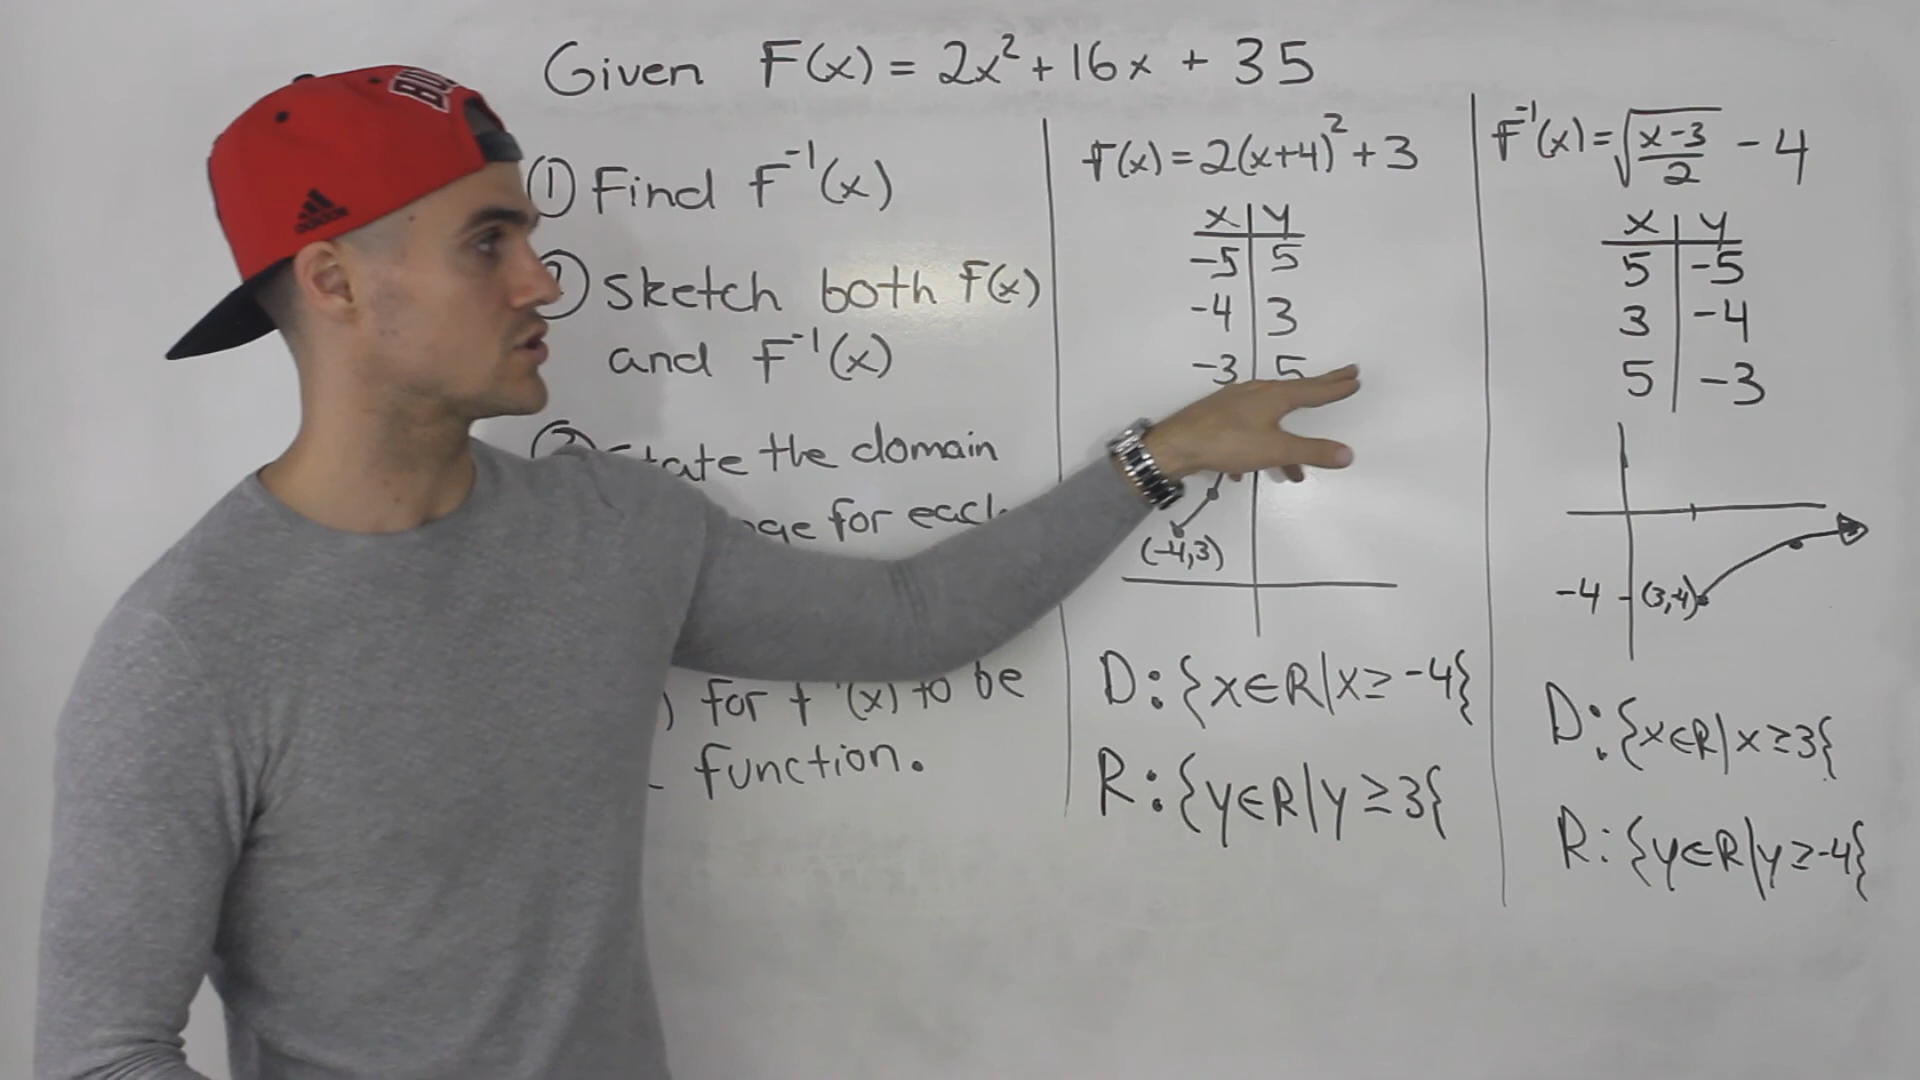 Given F(x) = 2x² + 16x + 35
① Find F⁻¹(x)
② Sketch both F(x)
and F⁻¹(x)
the domain
for each
) for f⁻¹(x) to be
function.
F(x) = 2(x+4)² + 3
x | y
-5 | 5
-4 | 3
-3 | 5
(-4,3)
D: {x∈R | x ≥ -4{
R: {y∈R | y ≥ 3{
F⁻¹(x) = √((x-3)/2) - 4
x | y
5 | -5
3 | -4
5 | -3
-4 (3,-4)
D: {x∈R | x ≥ 3{
R: {y∈R | y ≥ -4{